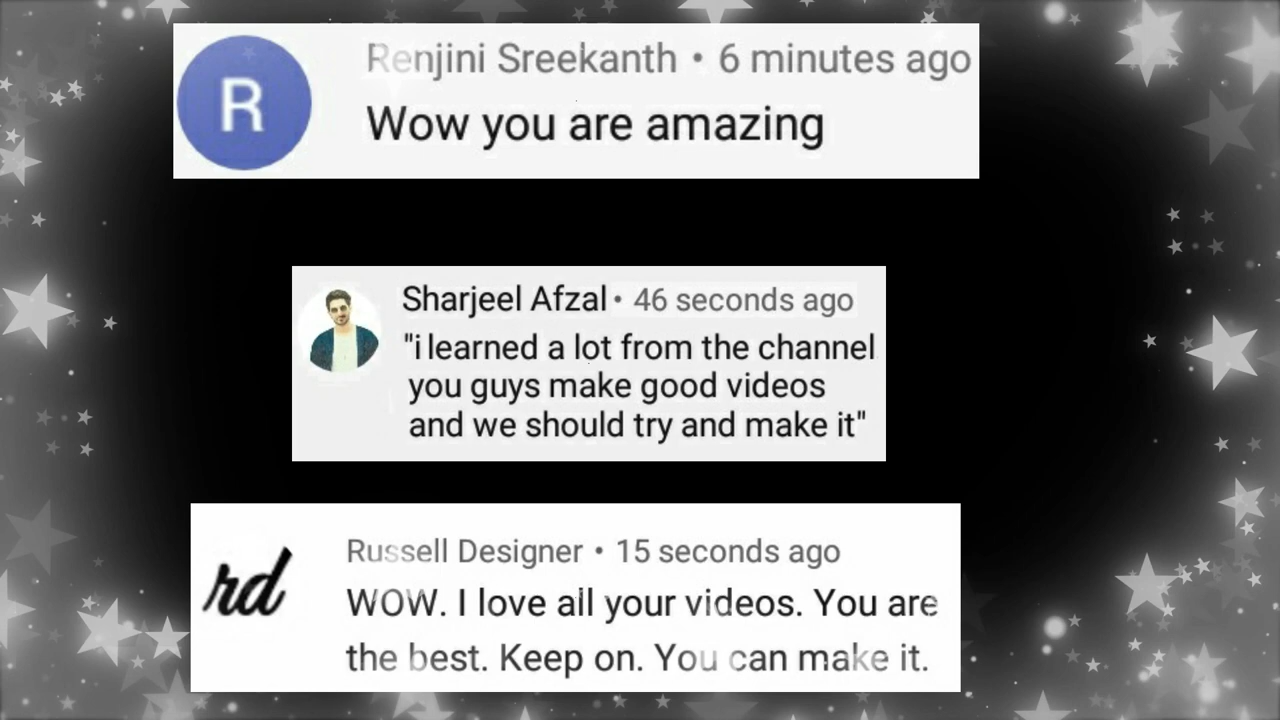 R
Renjini Sreekanth • 6 minutes ago
Wow you are amazing
Sharjeel Afzal • 46 seconds ago
"i learned a lot from the channel
you guys make good videos
and we should try and make it"
rd
Russell Designer • 15 seconds ago
WOW. I love all your videos. You are
the best. Keep on. You can make it.